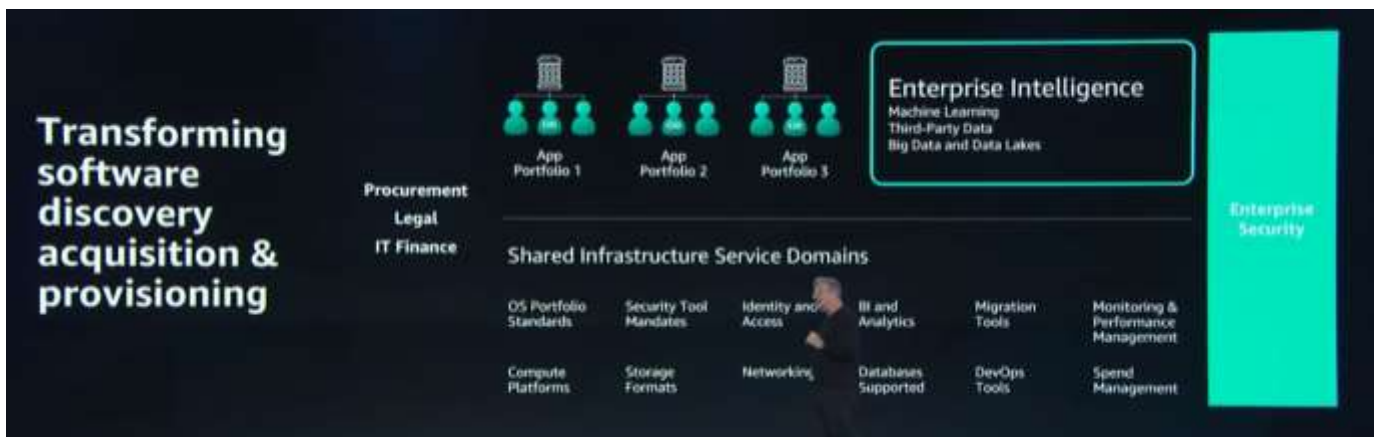 Transforming
software
discovery
acquisition &
provisioning
Procurement
Legal
IT Finance
App
Portfolio 1
App
Portfolio 2
App
Portfolio 3
Enterprise Intelligence
Machine Learning
Third-Party Data
Big Data and Data Lakes
Shared Infrastructure Service Domains
OS Portfolio
Standards
Security Tool
Mandates
Identity and
Access
BI and
Analytics
Migration
Tools
Monitoring &
Performance
Management
Compute
Platforms
Storage
Formats
Networking
Databases
Supported
DevOps
Tools
Spend
Management
Enterprise
Security